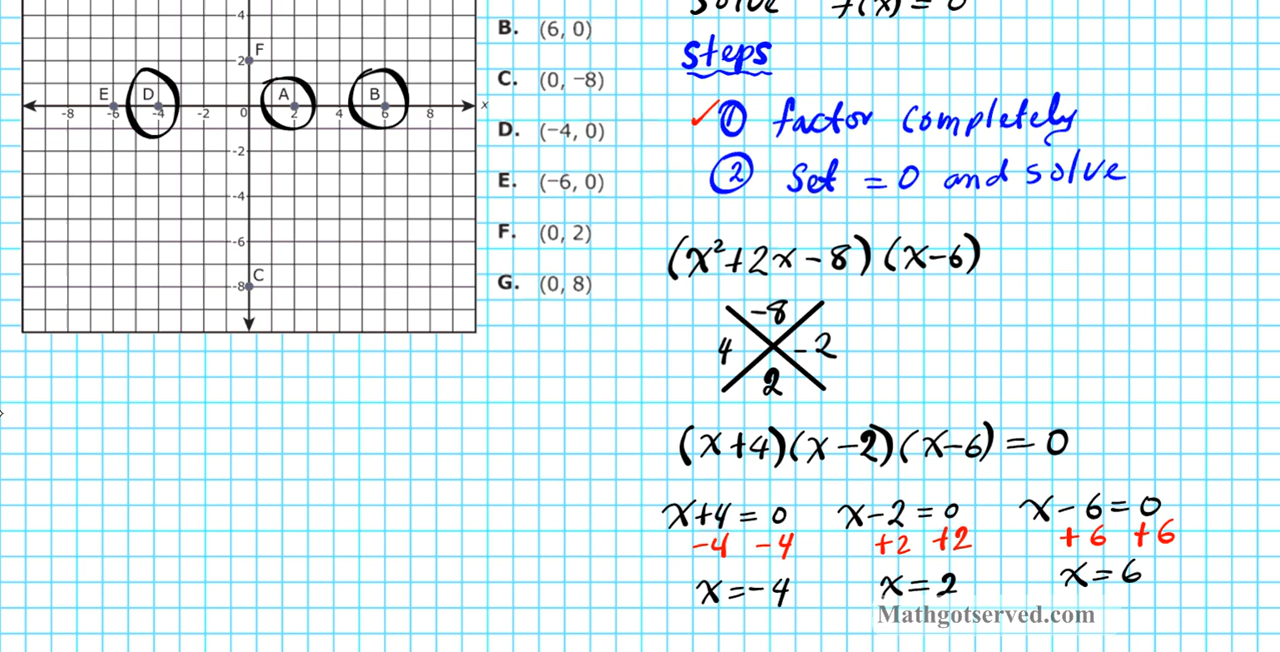 solve f(x) = 0
4
F
2
E D A B
-8 -6 -4 -2 0 2 4 6 8 x
-2
-4
-6
C
-8
B. (6, 0)
C. (0, −8)
D. (−4, 0)
E. (−6, 0)
F. (0, 2)
G. (0, 8)
steps
✓① factor completely
② set = 0 and solve
(x²+2x−8)(x−6)
−8
4 −2
2
(x+4)(x−2)(x−6) = 0
x+4 = 0 x−2 = 0 x−6 = 0
−4 −4 +2 +2 +6 +6
x = −4 x = 2 x = 6
Mathgotserved.com